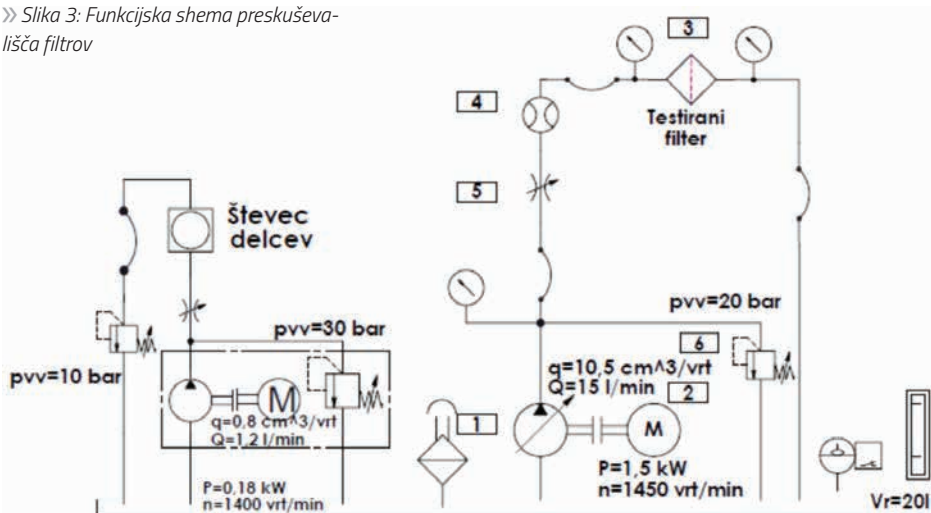 » Slika 3: Funkcijska shema preskuševa-
lišča filtrov
3
4
Testirani
filter
5
Števec
delcev
pvv=20 bar
pvv=30 bar
6
pvv=10 bar
q=10,5 cm^3/vrt
Q=15 l/min
2
M
q=0,8 cm^3/vrt
Q=1,2 l/min
1
M
P=0,18 kW
n=1400 vrt/min
P=1,5 kW
n=1450 vrt/min
Vr=20l